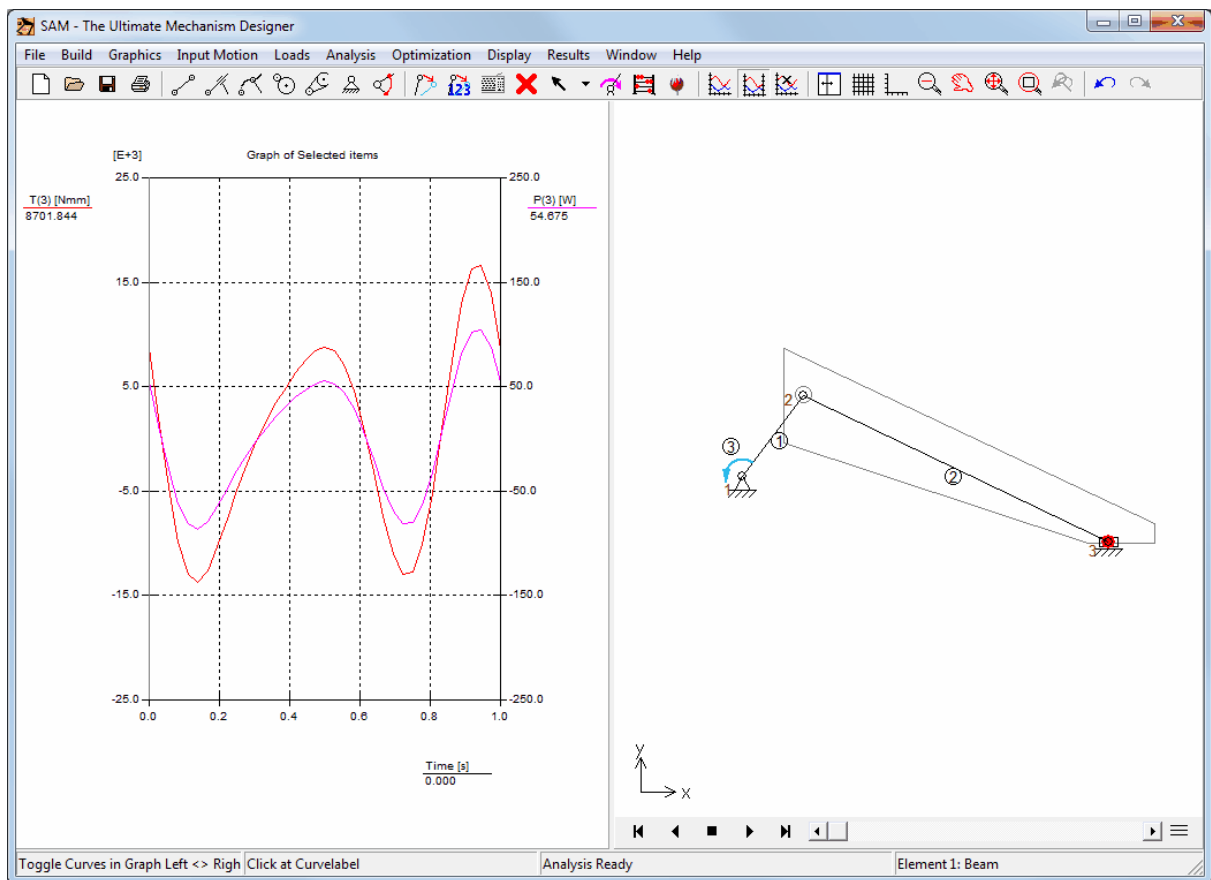 SAM - The Ultimate Mechanism Designer
File Build Graphics Input Motion Loads Analysis Optimization Display Results Window Help
123
[E+3] Graph of Selected items
25.0 250.0
T(3) [Nmm] P(3) [W]
8701.844 54.675
15.0 150.0
5.0 50.0
-5.0 -50.0
-15.0 -150.0
-25.0 -250.0
0.0 0.2 0.4 0.6 0.8 1.0
Time [s]
0.000
2
1
3
2
1
3
y
x
Toggle Curves in Graph Left <> Righ Click at Curvelabel Analysis Ready Element 1: Beam